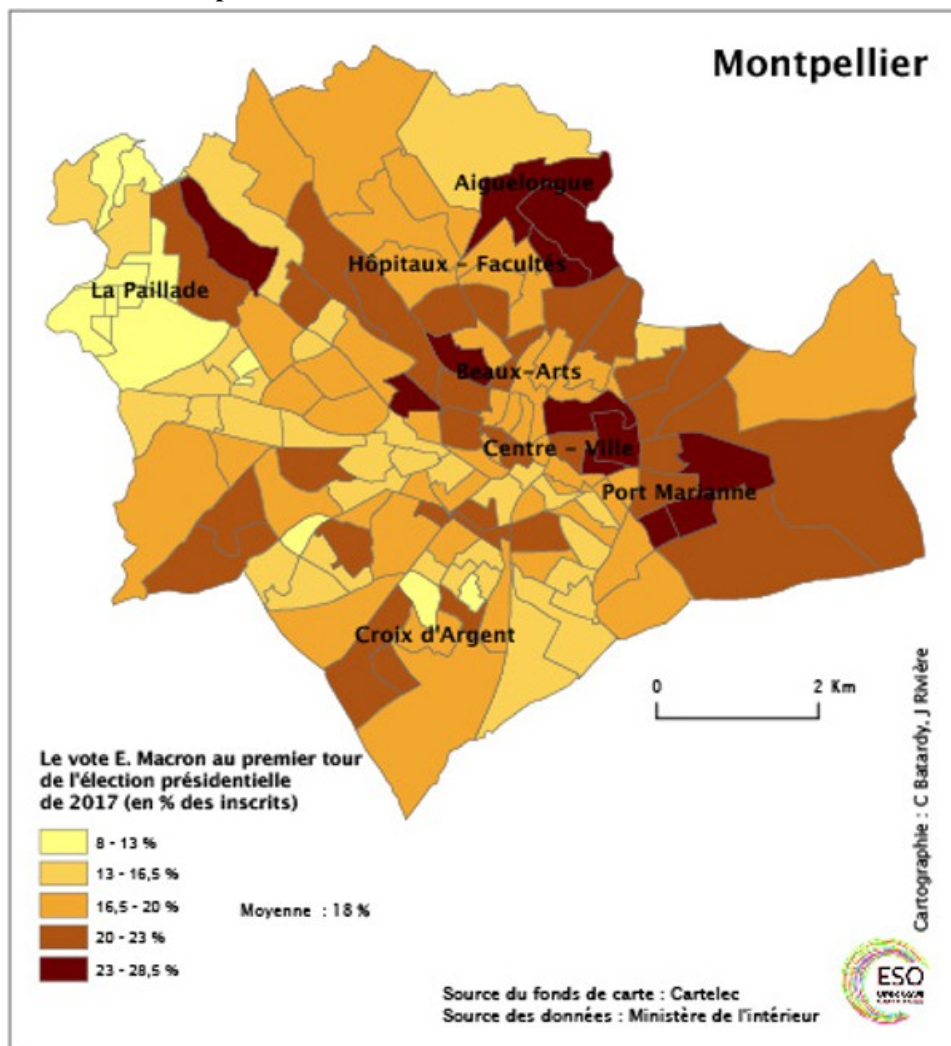 Montpellier
Aiguelongue
Hôpitaux - Facultés
La Paillade
Beaux-Arts
Centre - Ville
Port Marianne
Croix d'Argent
0 2 Km
Le vote E. Macron au premier tour
de l'élection présidentielle
de 2017 (en % des inscrits)
8 - 13 %
13 - 16,5 %
16,5 - 20 %
20 - 23 %
23 - 28,5 %
Moyenne : 18 %
Cartographie : C Batardy, J Rivière
Source du fonds de carte : Cartelec
Source des données : Ministère de l'intérieur
ESO